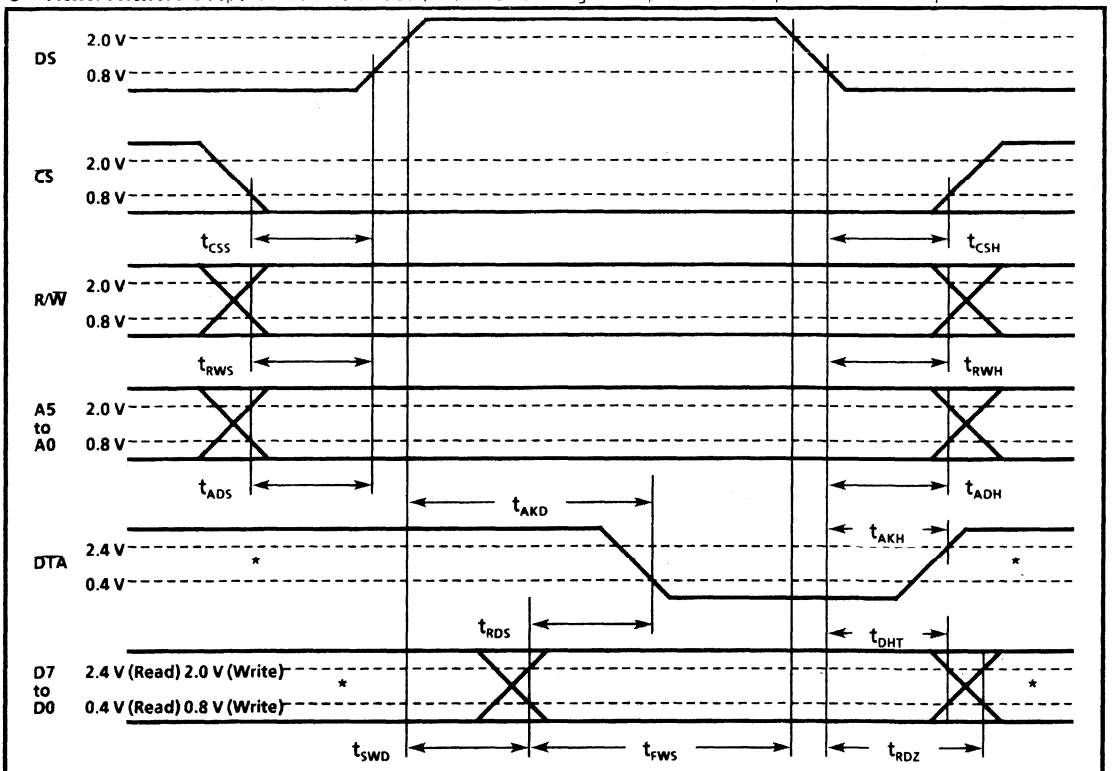 DS
2.0 V
0.8 V
C̅S̅
2.0 V
0.8 V
tCSS
tCSH
R/W̅
2.0 V
0.8 V
tRWS
tRWH
A5
to
A0
2.0 V
0.8 V
tADS
tADH
tAKD
D̅T̅A̅
2.4 V
0.4 V
*
tAKH
*
tRDS
tDHT
D7
to
D0
2.4 V (Read) 2.0 V (Write)
0.4 V (Read) 0.8 V (Write)
*
*
tSWD
tFWS
tRDZ